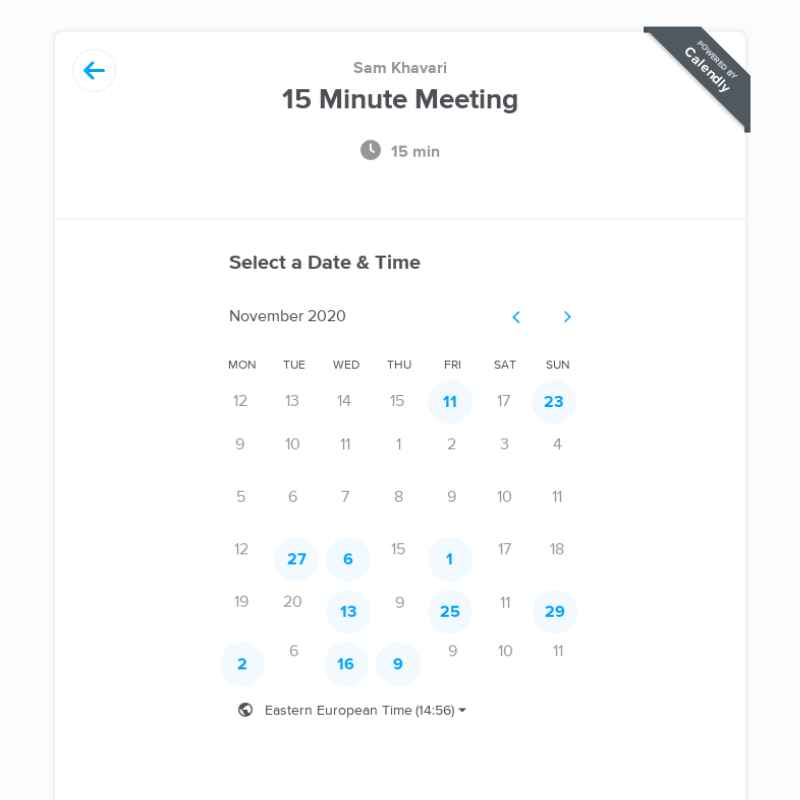 POWERED BY
Calendly
Sam Khavari
15 Minute Meeting
15 min
Select a Date & Time
November 2020
MON TUE WED THU FRI SAT SUN
12 13 14 15 11 17 23
9 10 11 1 2 3 4
5 6 7 8 9 10 11
12 27 6 15 1 17 18
19 20 13 9 25 11 29
2 6 16 9 9 10 11
Eastern European Time (14:56)